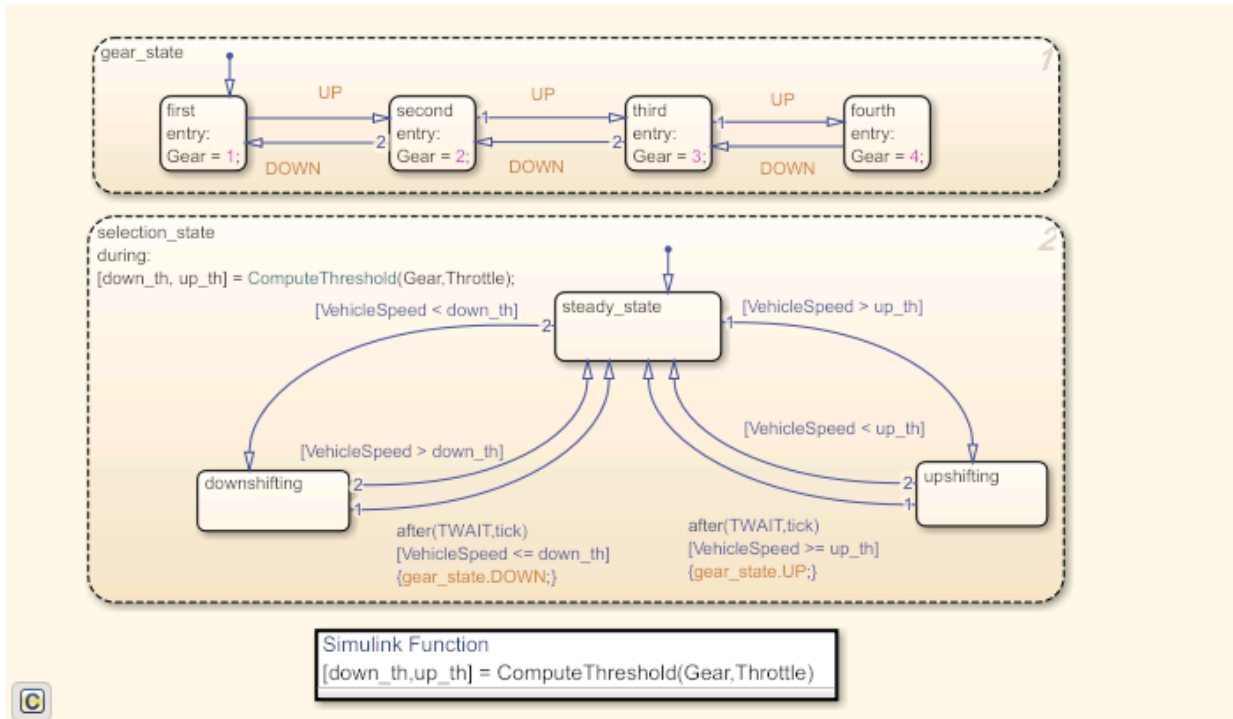 gear_state
1
UP
UP
UP
first
entry:
Gear = 1;
second
entry:
Gear = 2;
third
entry:
Gear = 3;
fourth
entry:
Gear = 4;
1
1
2
2
DOWN
DOWN
DOWN
selection_state
2
during:
[down_th, up_th] = ComputeThreshold(Gear,Throttle);
[VehicleSpeed < down_th]
steady_state
[VehicleSpeed > up_th]
2
1
[VehicleSpeed > down_th]
[VehicleSpeed < up_th]
downshifting
2
1
upshifting
2
1
after(TWAIT,tick)
[VehicleSpeed <= down_th]
{gear_state.DOWN;}
after(TWAIT,tick)
[VehicleSpeed >= up_th]
{gear_state.UP;}
Simulink Function
[down_th,up_th] = ComputeThreshold(Gear,Throttle)
C